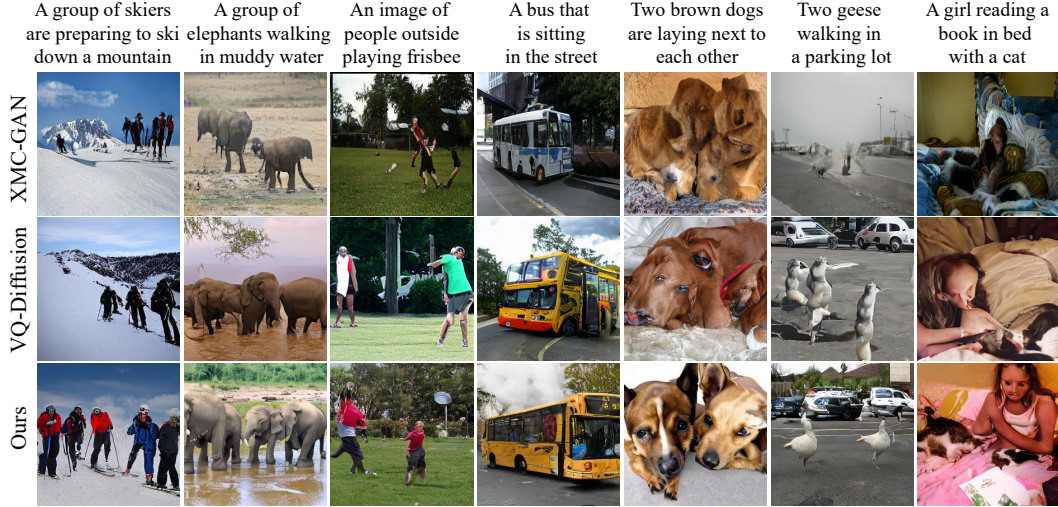 A group of skiers
are preparing to ski
down a mountain
A group of
elephants walking
in muddy water
An image of
people outside
playing frisbee
A bus that
is sitting
in the street
Two brown dogs
are laying next to
each other
Two geese
walking in
a parking lot
A girl reading a
book in bed
with a cat
XMC-GAN
VQ-Diffusion
Ours